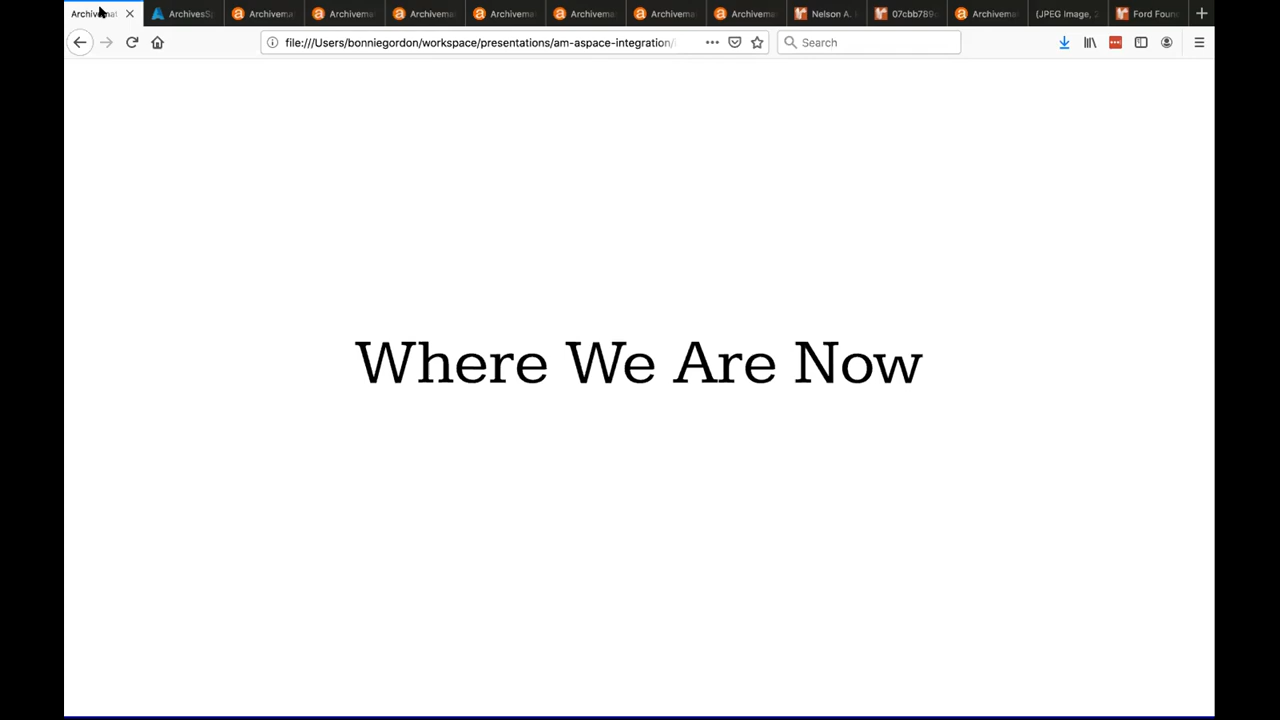 Archivemat
ArchivesSp
Archivema
Archivema
Archivemat
Archivema
Archivema
Archivema
Archivema
Nelson A.
07cbb789
Archivema
(JPEG Image, 2
Ford Foun
file:///Users/bonniegordon/workspace/presentations/am-aspace-integration/
Search
Where We Are Now